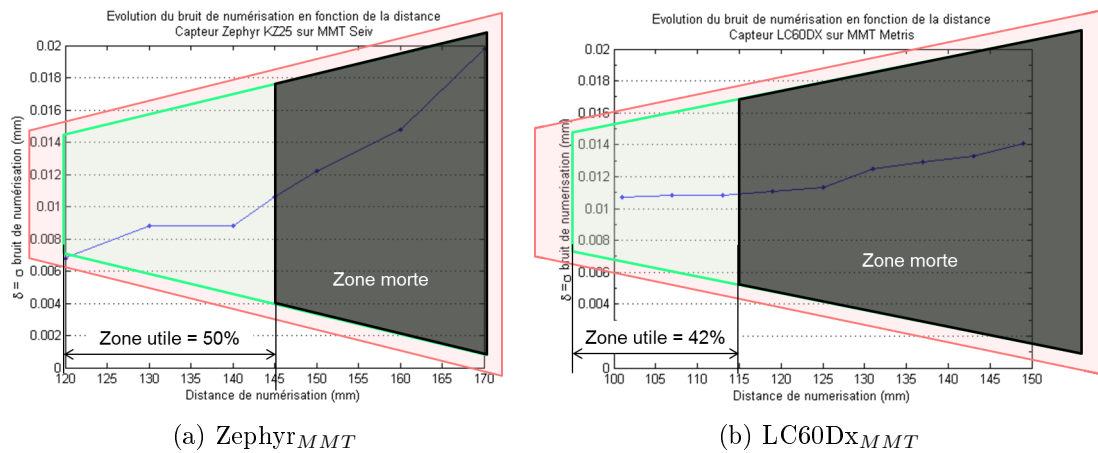 Evolution du bruit de numérisation en fonction de la distance
Capteur Zephyr KZ25 sur MMT Seiv
0.02
0.018
0.016
0.014
0.012
0.01
0.008
0.006
0.004
0.002
0
δ = σ bruit de numérisation (mm)
Zone morte
Zone utile = 50%
120 125 130 135 140 145 150 155 160 165 170
Distance de numérisation (mm)
(a) Zephyr_MMT
Evolution du bruit de numérisation en fonction de la distance
Capteur LC60DX sur MMT Metris
0.02
0.018
0.016
0.014
0.012
0.01
0.008
0.006
0.004
0
δ = σ bruit de numerisation (mm)
Zone morte
Zone utile = 42%
100 105 110 115 120 125 130 135 140 145 150
Distance de numerisation (mm)
(b) LC60Dx_MMT